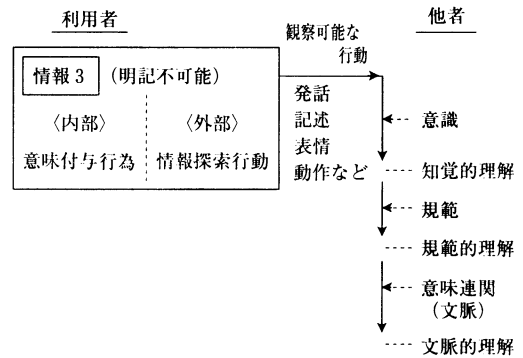 利用者
他者
観察可能な
行動
情報3 (明記不可能)
〈内部〉 〈外部〉
意味付与行為 情報探索行動
発話
記述
表情
動作など
意識
知覚的理解
規範
規範的理解
意味連関
(文脈)
文脈的理解